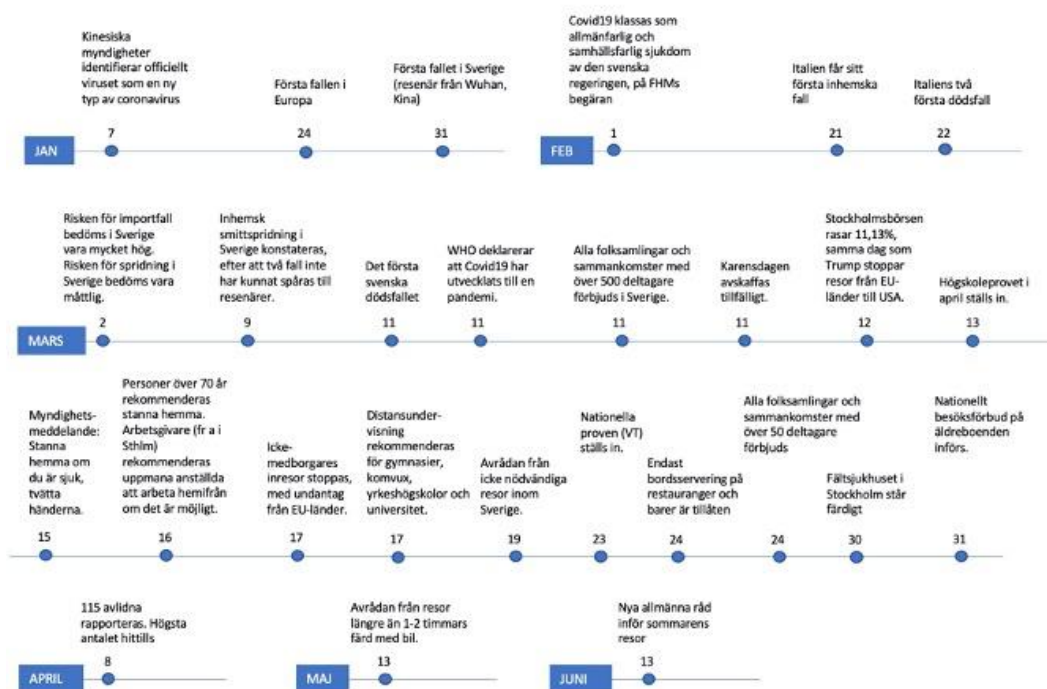 Kinesiska
myndigheter
identifierar officiellt
viruset som en ny
typ av coronavirus
7
Första fallen i
Europa
24
Första fallet i Sverige
(resenär från Wuhan,
Kina)
31
JAN
Covid19 klassas som
allmänfarlig och
samhällsfarlig sjukdom
av den svenska
regeringen, på FHMs
begäran
1
Italien får sitt
första inhemska
fall
21
Italiens två
första dödsfall
22
FEB
Risken för importfall
bedöms i Sverige
vara mycket hög.
Risken för spridning i
Sverige bedöms vara
måttlig.
2
Inhemsk
smittspridning i
Sverige konstateras,
efter att två fall inte
har kunnat spåras till
resenärer.
9
Det första
svenska
dödsfallet
11
WHO deklarerar
att Covid19 har
utvecklats till en
pandemi.
11
Alla folksamlingar och
sammankomster med
över 500 deltagare
förbjuds i Sverige.
11
Karensdagen
avskaffas
tillfälligt.
11
Stockholmsbörsen
rasar 11,13%,
samma dag som
Trump stoppar
resor från EU-
länder till USA.
12
Högskoleprovet i
april ställs in.
13
MARS
Myndighets-
meddelande:
Stanna
hemma om
du är sjuk,
tvätta
händerna.
15
Personer över 70 år
rekommenderas
stanna hemma.
Arbetsgivare (fr a i
Sthlm)
rekommenderas
uppmana anställda
att arbeta hemifrån
om det är möjligt.
16
Icke-
medborgares
inresor stoppas,
med undantag
från EU-länder.
17
Distansunder-
visning
rekommenderas
för gymnasier,
komvux,
yrkeshögskolor och
universitet.
17
Avrådan från
icke nödvändiga
resor inom
Sverige.
19
Nationella
proven (VT)
ställs in.
23
Endast
bordsservering på
restauranger och
barer är tillåten
24
Alla folksamlingar och
sammankomster med
över 50 deltagare
förbjuds
24
Fältsjukhuset i
Stockholm står
färdigt
30
Nationellt
besöksförbud på
äldreboenden
införs.
31
115 avlidna
rapporteras. Högsta
antalet hittills
8
APRIL
Avrådan från resor
längre än 1-2 timmars
färd med bil.
13
MAJ
Nya allmänna råd
inför sommarens
resor
13
JUNI